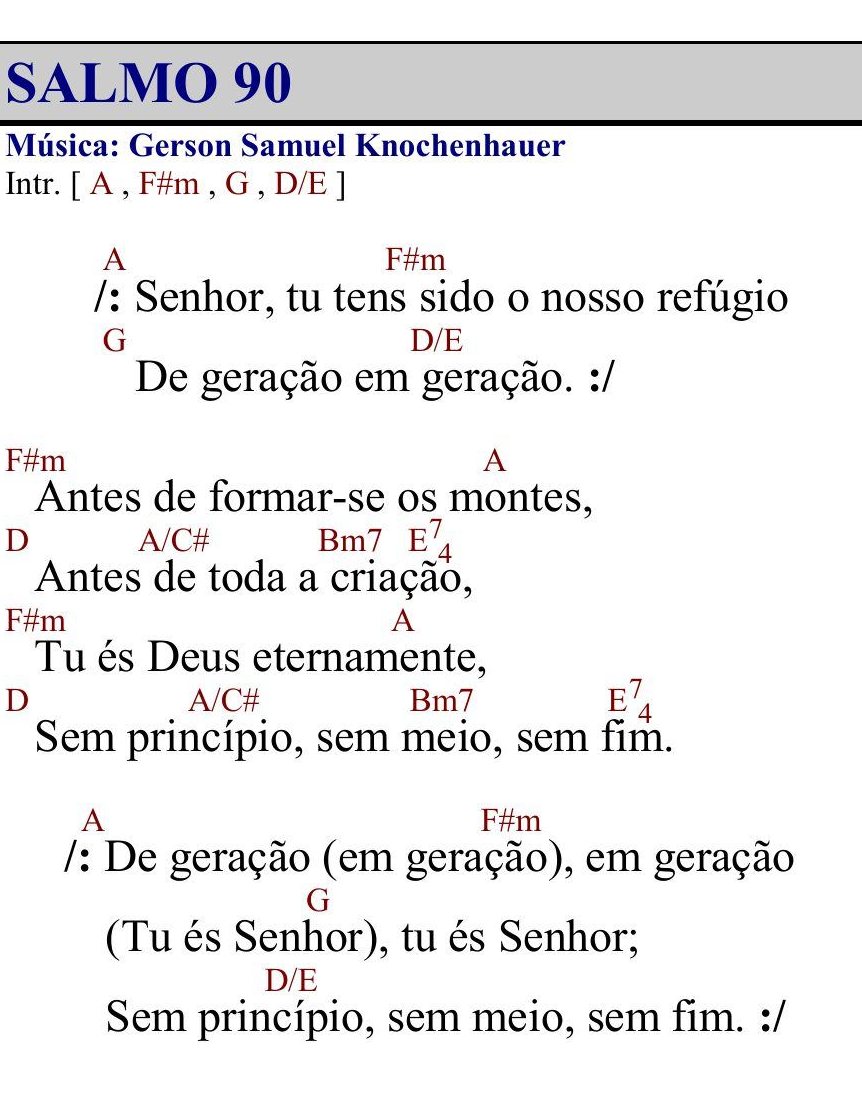 SALMO 90
Música: Gerson Samuel Knochenhauer
Intr. [ A , F#m , G , D/E ]
A F#m
/: Senhor, tu tens sido o nosso refúgio
G D/E
De geração em geração. :/
F#m A
Antes de formar-se os montes,
D A/C# Bm7 E7 4
Antes de toda a criação,
F#m A
Tu és Deus eternamente,
D A/C# Bm7 E7 4
Sem princípio, sem meio, sem fim.
A F#m
/: De geração (em geração), em geração
G
(Tu és Senhor), tu és Senhor;
D/E
Sem princípio, sem meio, sem fim. :/